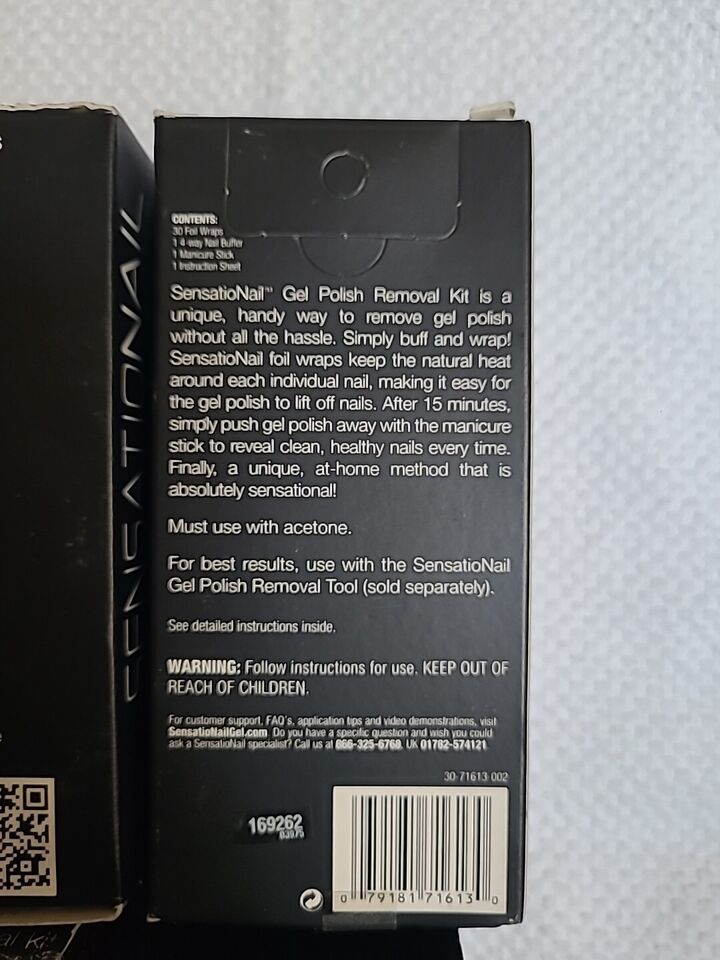 SENSATIONAIL
CONTENTS:
30 Foil Wraps
1 4-way Nail Buffer
1 Manicure Stick
1 Instruction Sheet
SensatioNail™ Gel Polish Removal Kit is a
unique, handy way to remove gel polish
without all the hassle. Simply buff and wrap!
SensatioNail foil wraps keep the natural heat
around each individual nail, making it easy for
the gel polish to lift off nails. After 15 minutes,
simply push gel polish away with the manicure
stick to reveal clean, healthy nails every time.
Finally, a unique, at-home method that is
absolutely sensational!
Must use with acetone.
For best results, use with the SensatioNail
Gel Polish Removal Tool (sold separately).
See detailed instructions inside.
WARNING: Follow instructions for use. KEEP OUT OF
REACH OF CHILDREN.
For customer support, FAQ's, application tips and video demonstrations, visit
SensatioNailGel.com. Do you have a specific question and wish you could
ask a SensatioNail specialist? Call us at 866-325-6768, UK 01782-574121
30-71613 002
169262
03975
0 79181 71613 0